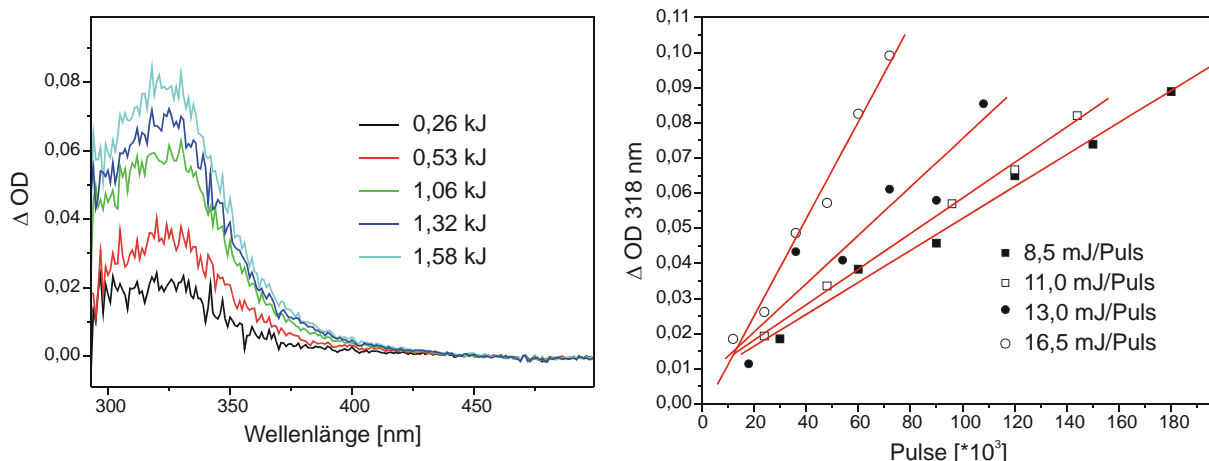 Δ OD
0,08
0,06
0,04
0,02
0,00
300
350
400
450
Wellenlänge [nm]
0,26 kJ
0,53 kJ
1,06 kJ
1,32 kJ
1,58 kJ
Δ OD 318 nm
0,11
0,10
0,09
0,08
0,07
0,06
0,05
0,04
0,03
0,02
0,01
0,00
0
20
40
60
80
100
120
140
160
180
Pulse [*10³]
8,5 mJ/Puls
11,0 mJ/Puls
13,0 mJ/Puls
16,5 mJ/Puls